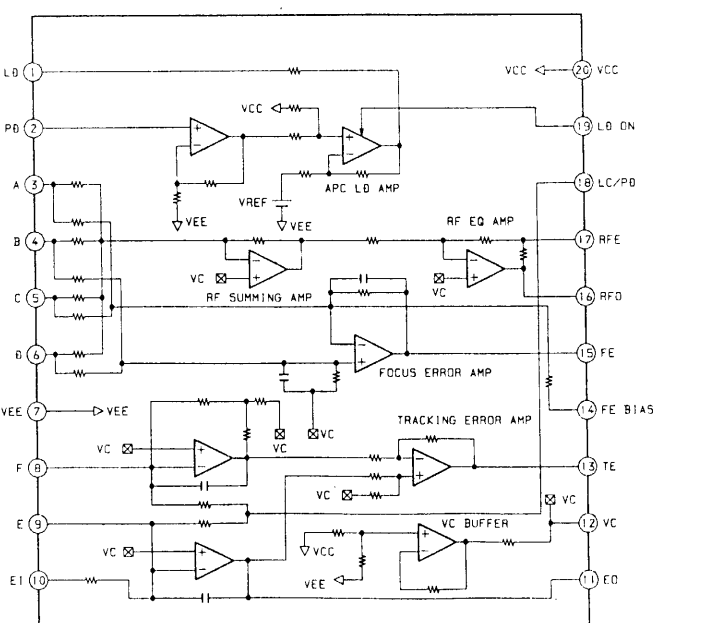 LD 1
VCC
20 VCC
VCC
PD 2
19 LD ON
A 3
APC LD AMP
18 LC/PD
VREF
VEE
VEE
RF EQ AMP
B 4
17 RFE
VC
VC
C 5
RF SUMMING AMP
16 RFO
D 6
15 FE
FOCUS ERROR AMP
VEE 7
VEE
14 FE BIAS
VC
VC
VC
TRACKING ERROR AMP
F 8
13 TE
VC
VC
E 9
VC BUFFER
12 VC
VC
VCC
VEE
EI 10
11 EO